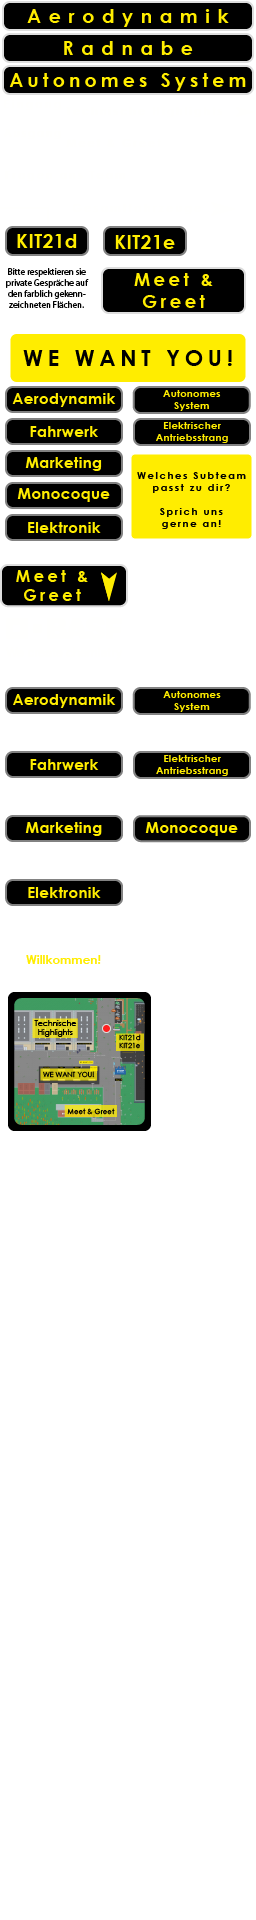 Aerodynamik
Radnabe
Autonomes System
KIT21d
KIT21e
Bitte respektieren sie
private Gespräche auf
den farblich gekenn-
zeichneten Flächen.
Meet &
Greet
WE WANT YOU!
Aerodynamik
Autonomes
System
Fahrwerk
Elektrischer
Antriebsstrang
Marketing
Monocoque
Elektronik
Welches Subteam
passt zu dir?
Sprich uns
gerne an!
Meet &
Greet
Aerodynamik
Autonomes
System
Fahrwerk
Elektrischer
Antriebsstrang
Marketing
Monocoque
Elektronik
Willkommen!
Technische
Highlights
KIT21d
KIT21e
WE WANT YOU!
Meet & Greet